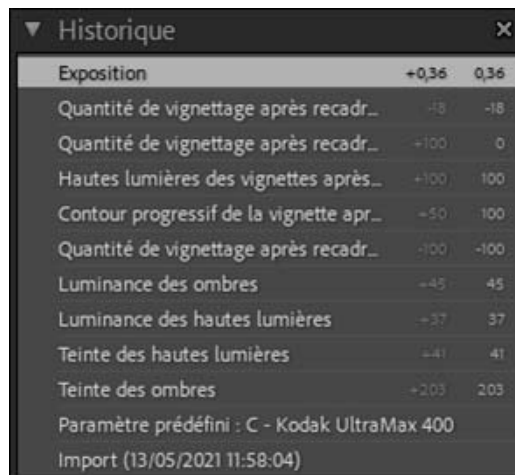 Historique
Exposition +0,36 0,36
Quantité de vignettage après recadr... -18 -18
Quantité de vignettage après recadr... +100 0
Hautes lumières des vignettes après... +100 100
Contour progressif de la vignette apr... +50 100
Quantité de vignettage après recadr... -100 -100
Luminance des ombres +45 45
Luminance des hautes lumières +37 37
Teinte des hautes lumières +41 41
Teinte des ombres +203 203
Paramètre prédéfini : C - Kodak UltraMax 400
Import (13/05/2021 11:58:04)